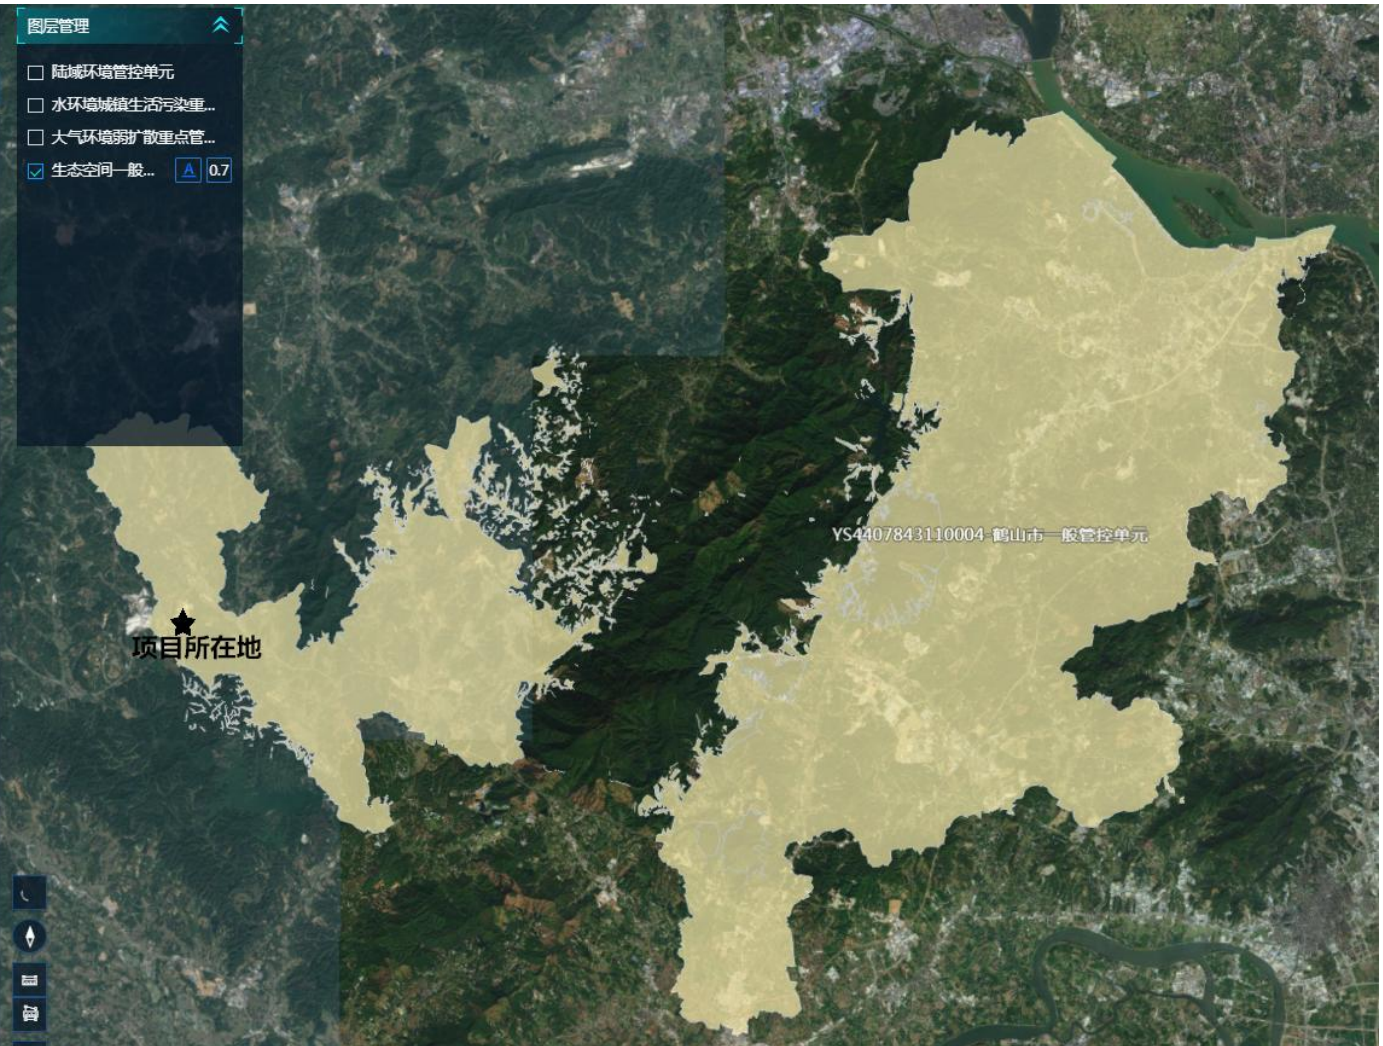 图层管理
陆域环境管控单元
水环境城镇生活污染重...
大气环境弱扩散重点管...
生态空间一般... A 0.7
YS4407843110004-鹤山市一般管控单元
项目所在地